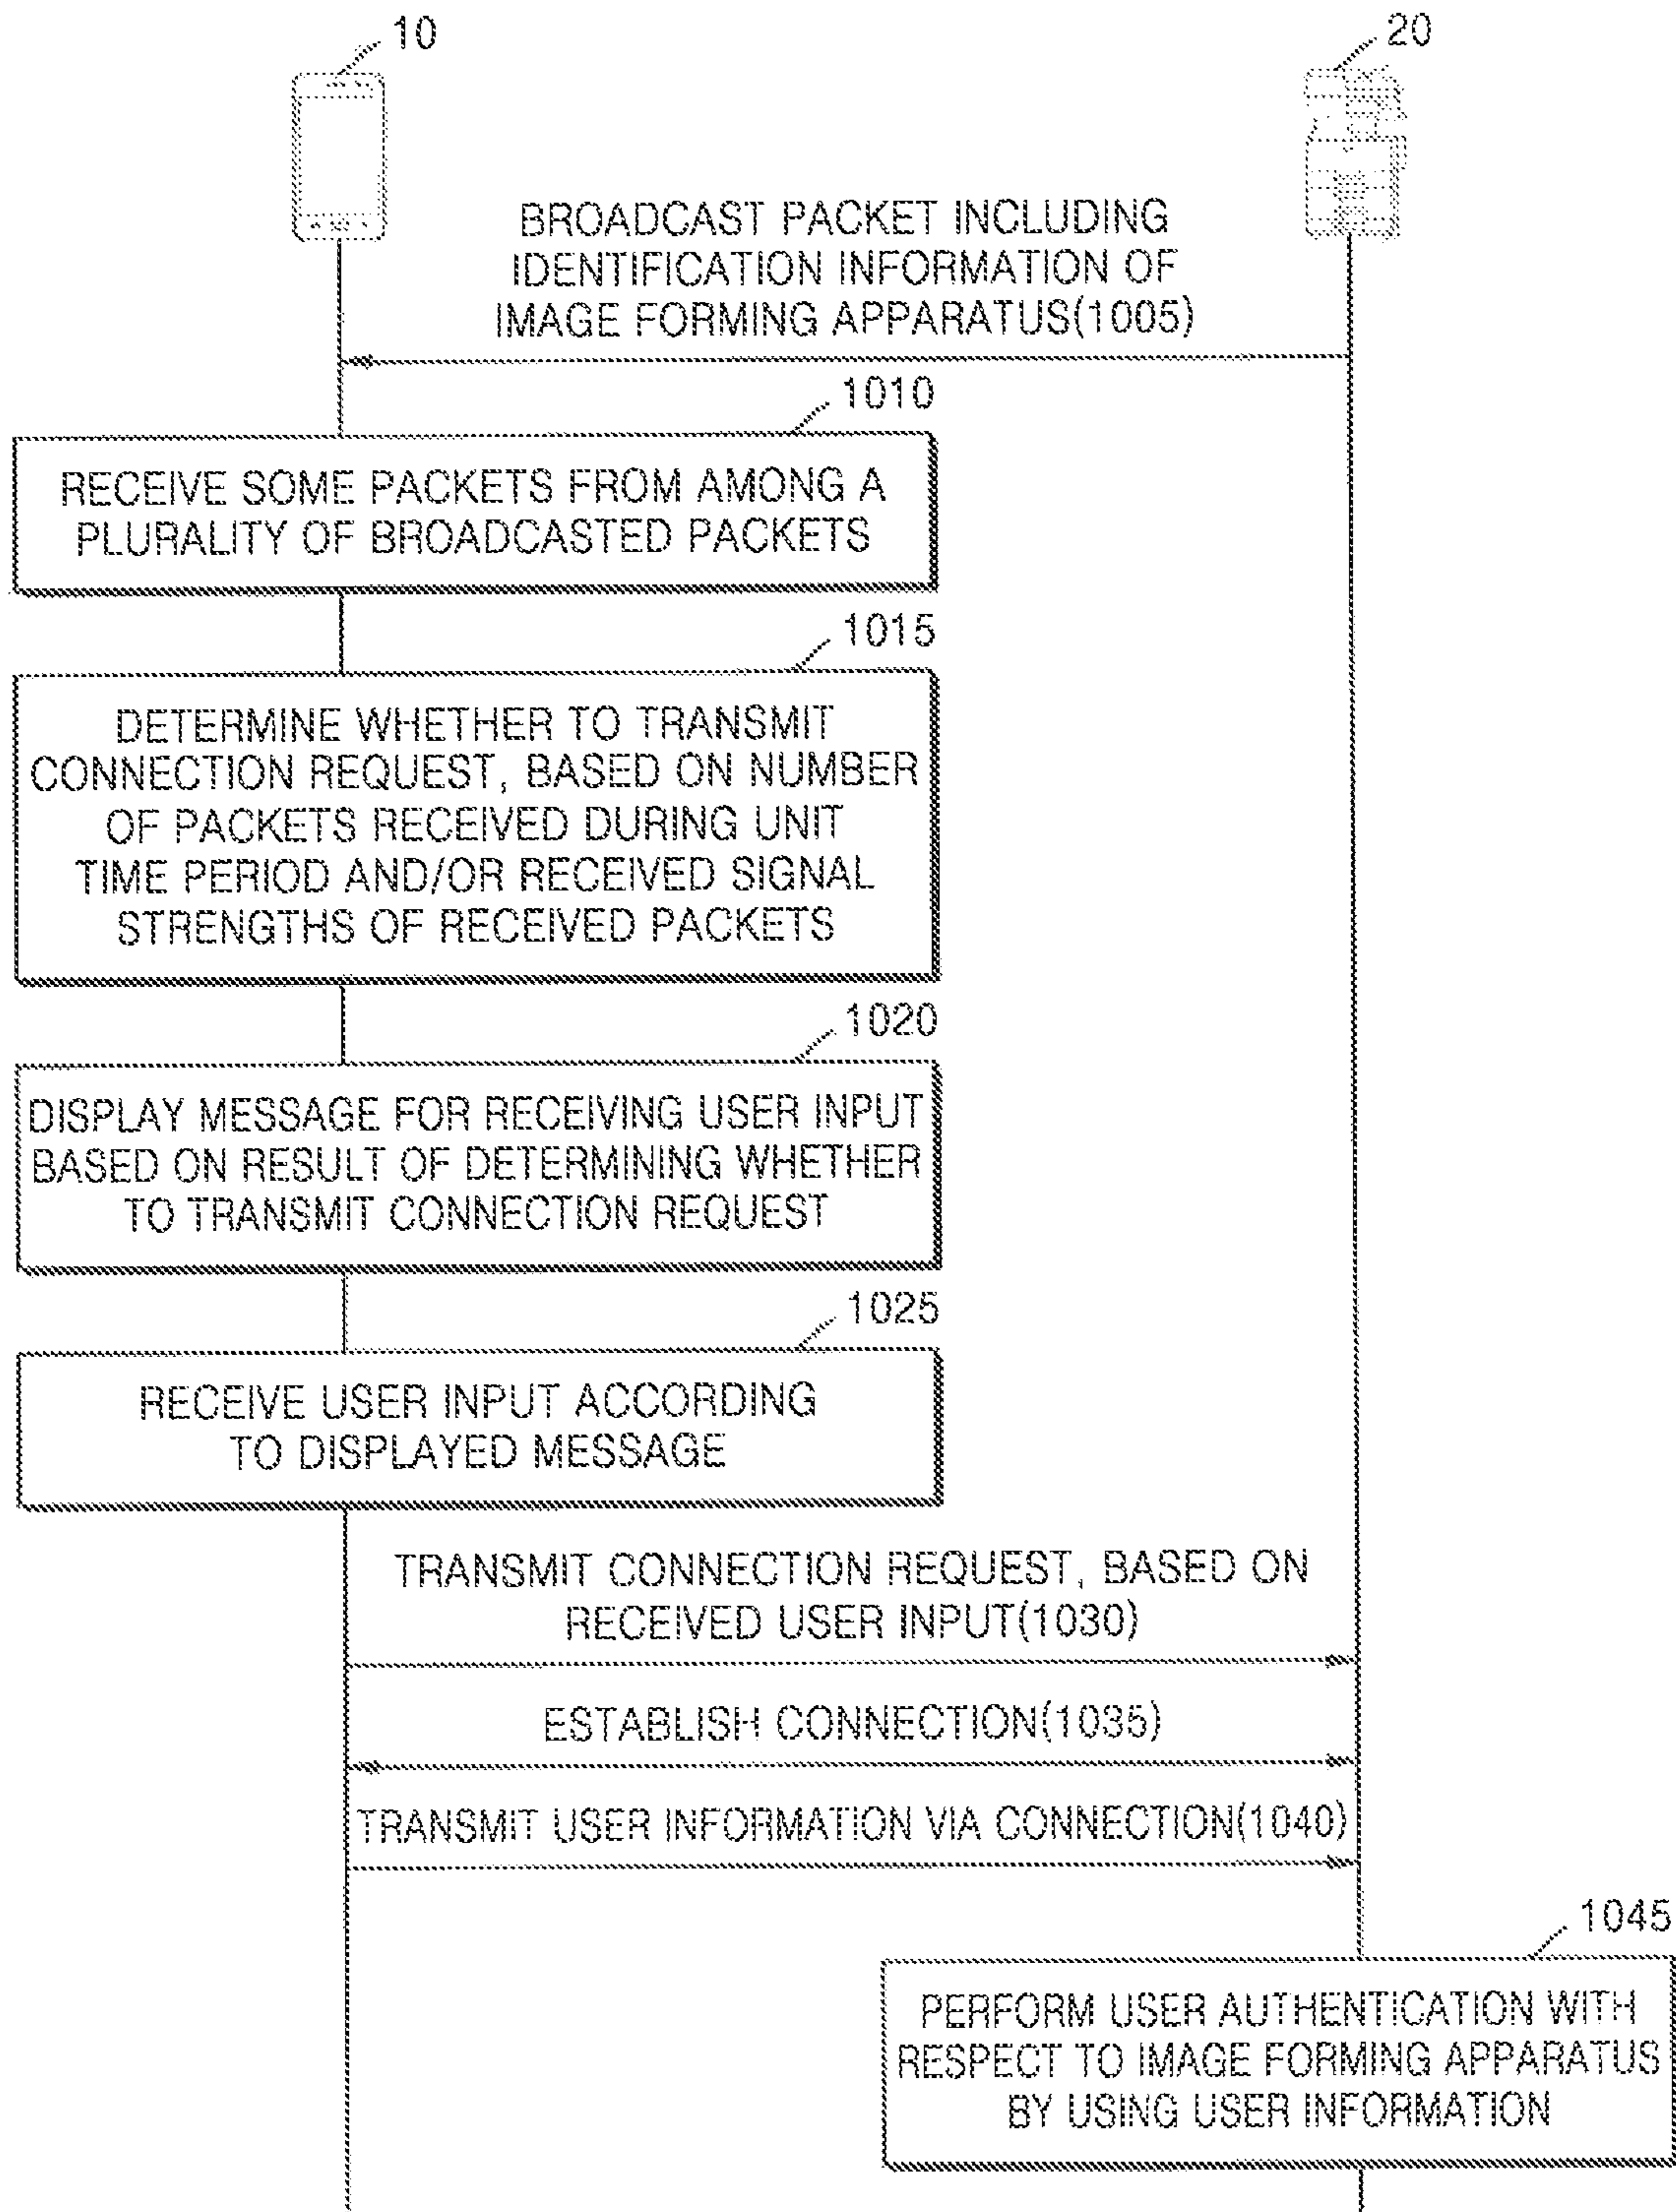 10
20
BROADCAST PACKET INCLUDING
IDENTIFICATION INFORMATION OF
IMAGE FORMING APPARATUS(1005)
1010
RECEIVE SOME PACKETS FROM AMONG A
PLURALITY OF BROADCASTED PACKETS
1015
DETERMINE WHETHER TO TRANSMIT
CONNECTION REQUEST, BASED ON NUMBER
OF PACKETS RECEIVED DURING UNIT
TIME PERIOD AND/OR RECEIVED SIGNAL
STRENGTHS OF RECEIVED PACKETS
1020
DISPLAY MESSAGE FOR RECEIVING USER INPUT
BASED ON RESULT OF DETERMINING WHETHER
TO TRANSMIT CONNECTION REQUEST
1025
RECEIVE USER INPUT ACCORDING
TO DISPLAYED MESSAGE
TRANSMIT CONNECTION REQUEST, BASED ON
RECEIVED USER INPUT(1030)
ESTABLISH CONNECTION(1035)
TRANSMIT USER INFORMATION VIA CONNECTION(1040)
1045
PERFORM USER AUTHENTICATION WITH
RESPECT TO IMAGE FORMING APPARATUS
BY USING USER INFORMATION